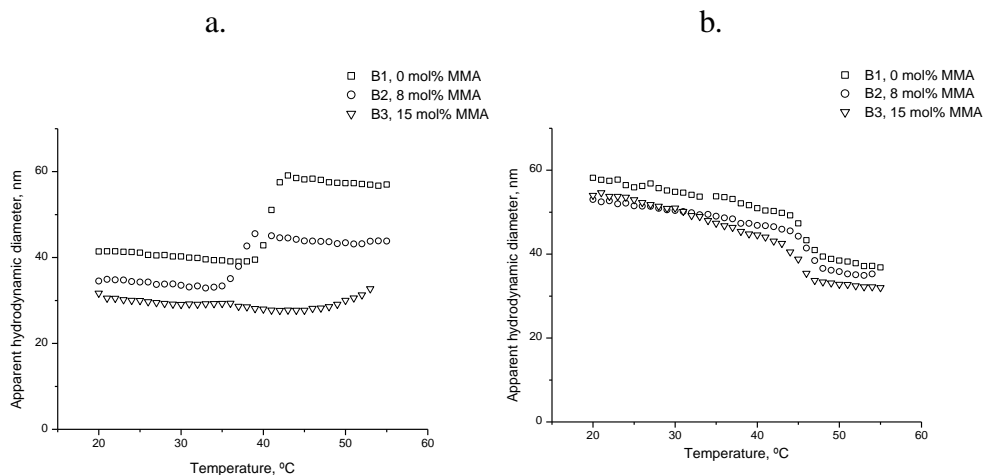 a.
B1, 0 mol% MMA
B2, 8 mol% MMA
B3, 15 mol% MMA
60
40
20
0
20
30
40
50
60
Apparent hydrodynamic diameter, nm
Temperature, ºC
b.
B1, 0 mol% MMA
B2, 8 mol% MMA
B3, 15 mol% MMA
60
40
20
0
20
30
40
50
60
Apparent hydrodynamic diameter, nm
Temperature, ºC